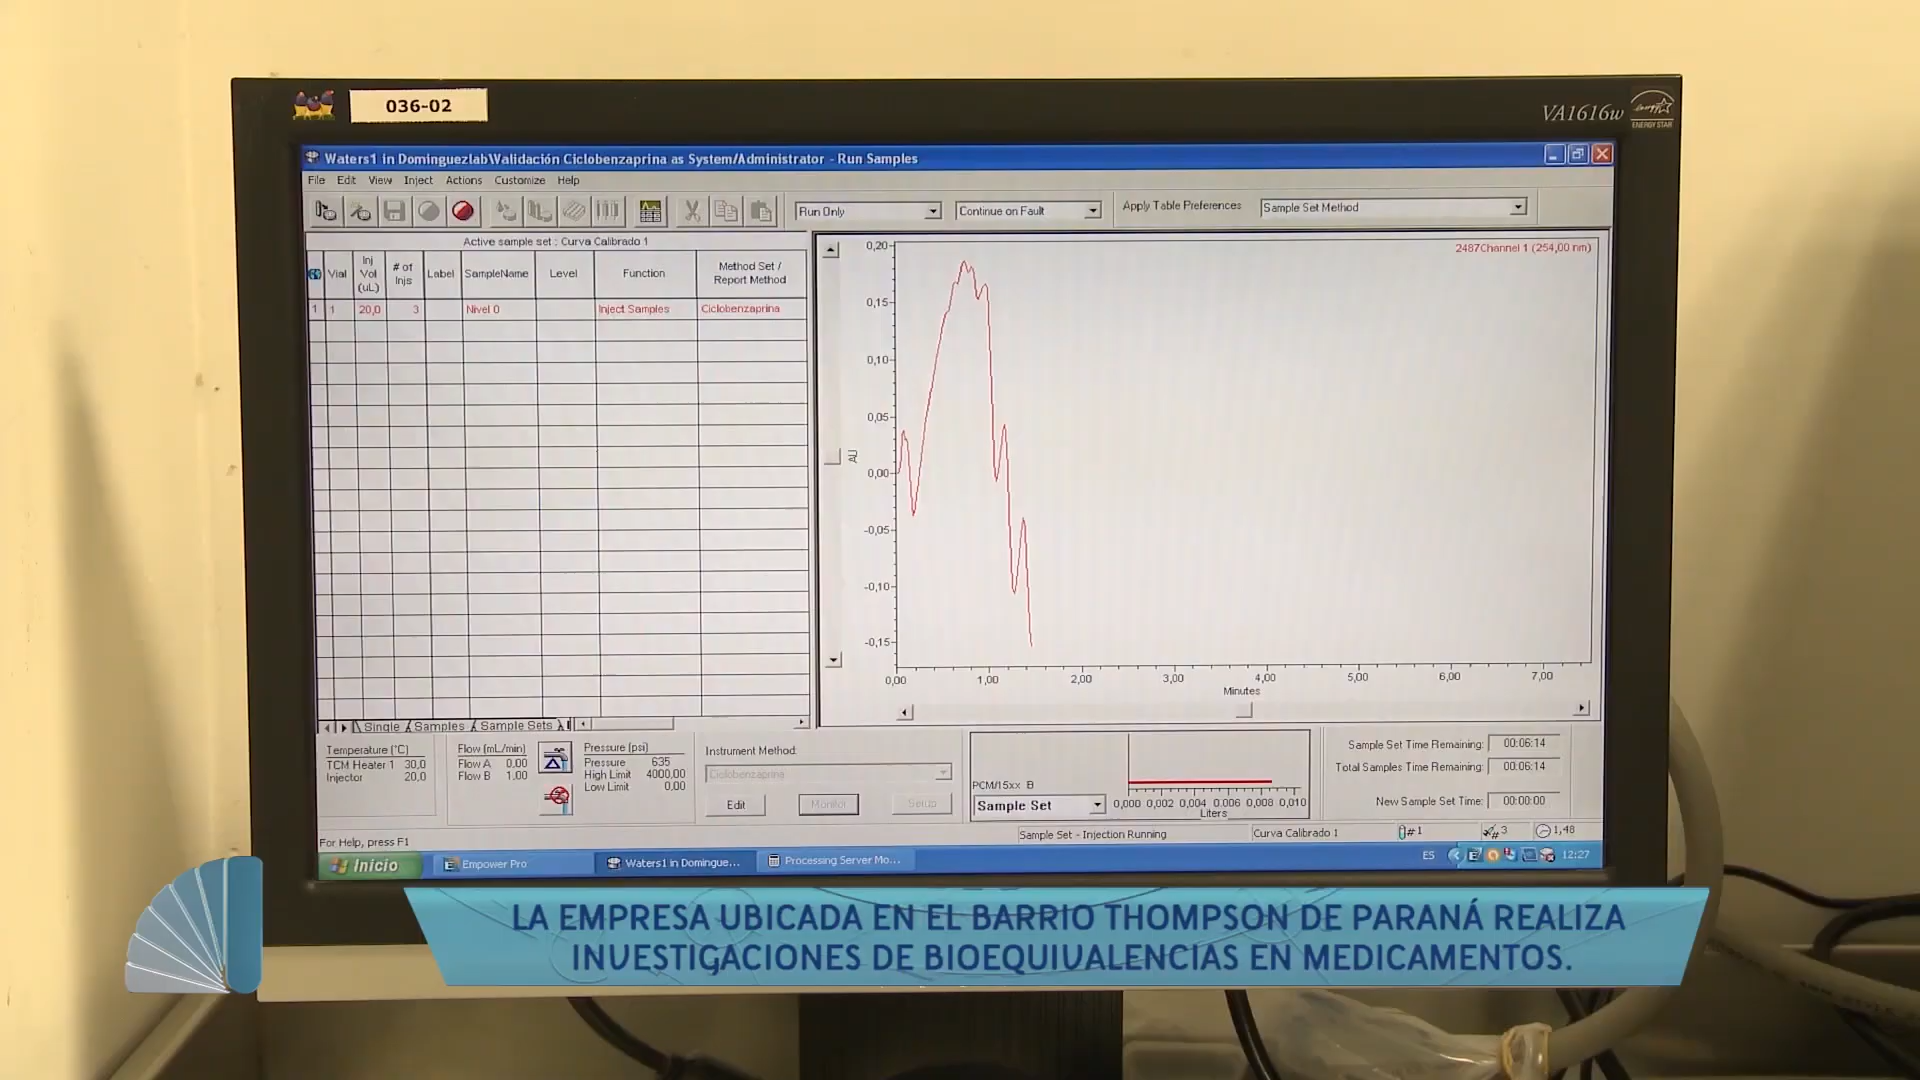 036-02
VA1616w
ENERGY STAR
Waters1 in Dominguezlab\Validación Ciclobenzaprina as System/Administrator - Run Samples
File Edit View Inject Actions Customize Help
Run Only Continue on Fault Apply Table Preferences Sample Set Method
Active sample set : Curva Calibrado 1
Vial Inj Vol (uL) # of Injs Label SampleName Level Function Method Set / Report Method
1 1 20,0 3 Nivel 0 Inject Samples Ciclobenzaprina
2487Channel 1 (254,00 nm)
0,20
0,15
0,10
0,05
0,00
-0,05
-0,10
-0,15
AU
0,00 1,00 2,00 3,00 4,00 5,00 6,00 7,00
Minutes
Single Samples Sample Sets
Temperature (°C)
TCM Heater 1 30,0
Injector 20,0
Flow (mL/min)
Flow A 0.00
Flow B 1.00
Pressure (psi)
Pressure 635
High Limit 4000,00
Low Limit 0.00
Instrument Method:
Ciclobenzaprina
Edit Monitor Setup
PCM/15xx B
Sample Set
0,000 0,002 0,004 0.006 0,008 0,010
Liters
Sample Set Time Remaining: 00:06:14
Total Samples Time Remaining: 00:06:14
New Sample Set Time: 00:00:00
For Help, press F1
Sample Set - Injection Running Curva Calibrado 1 #1 #3 1,48
Inicio Empower Pro Waters1 in Domingue... Processing Server Mo... ES 12:27
LA EMPRESA UBICADA EN EL BARRIO THOMPSON DE PARANÁ REALIZA
INVESTIGACIONES DE BIOEQUIVALENCIAS EN MEDICAMENTOS.